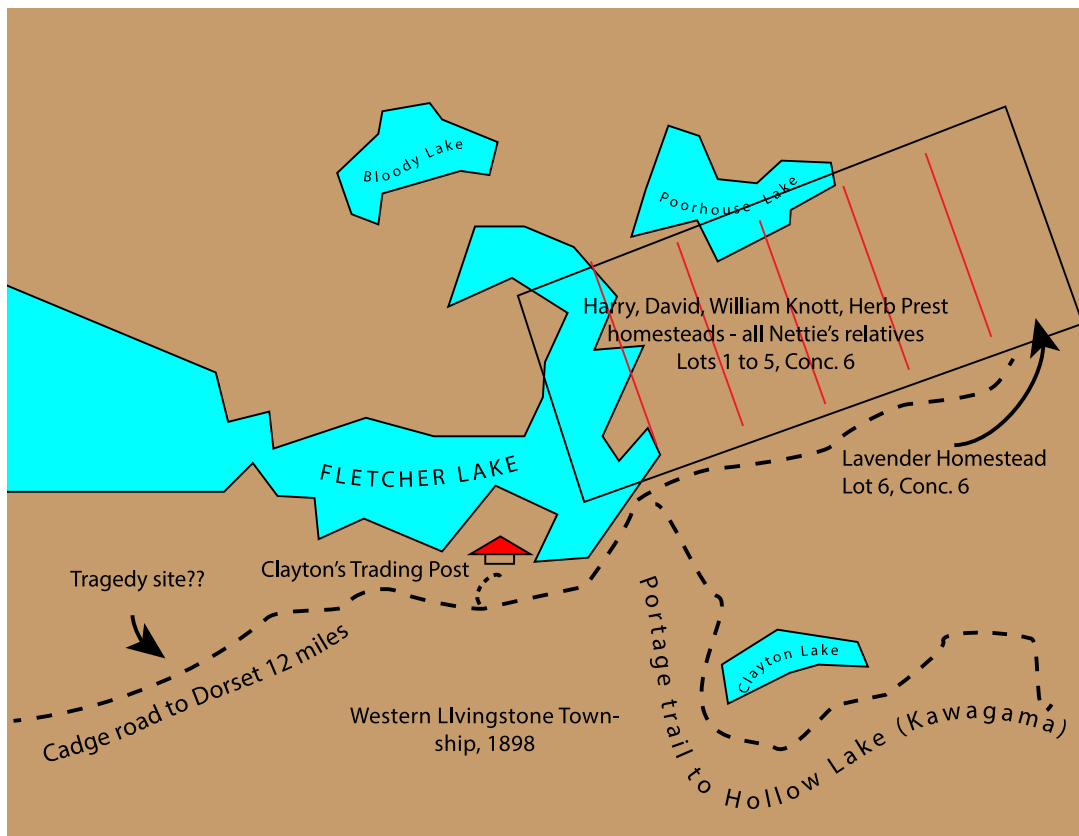 Bloody Lake
Poorhouse Lake
Harry, David, William Knott, Herb Prest
homesteads - all Nettie's relatives
Lots 1 to 5, Conc. 6
FLETCHER LAKE
Lavender Homestead
Lot 6, Conc. 6
Clayton's Trading Post
Tragedy site??
Cadge road to Dorset 12 miles
Western LIvingstone Town-
ship, 1898
Clayton Lake
Portage trail to Hollow Lake (Kawagama)